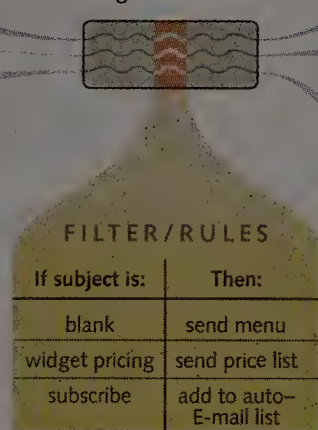 FILTER/RULES
If subject is: Then:
blank send menu
widget pricing send price list
subscribe add to auto–
E-mail list